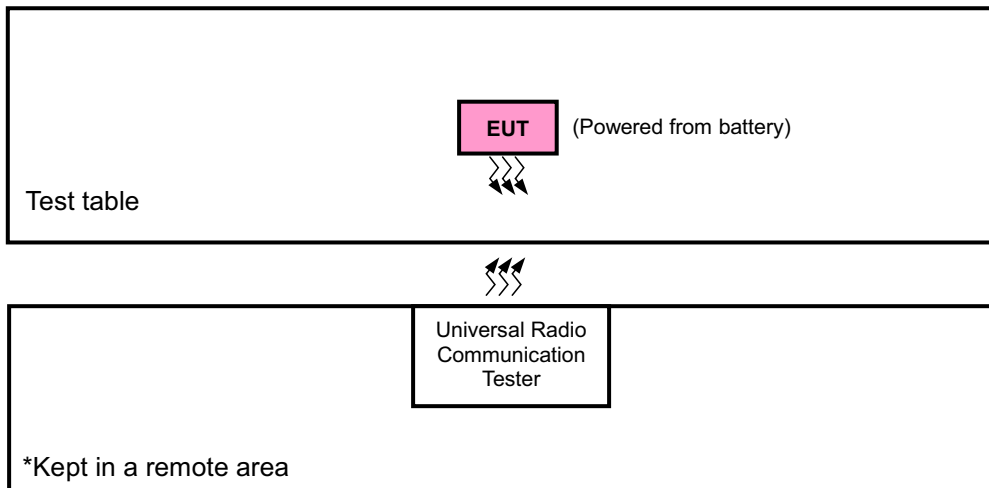 EUT
(Powered from battery)
Test table
Universal Radio
Communication
Tester
*Kept in a remote area